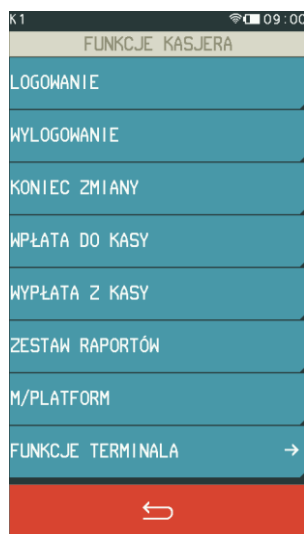 K1 09:00
FUNKCJE KASJERA
LOGOWANIE
WYLOGOWANIE
KONIEC ZMIANY
WPŁATA DO KASY
WYPŁATA Z KASY
ZESTAW RAPORTÓW
M/PLATFORM
FUNKCJE TERMINALA